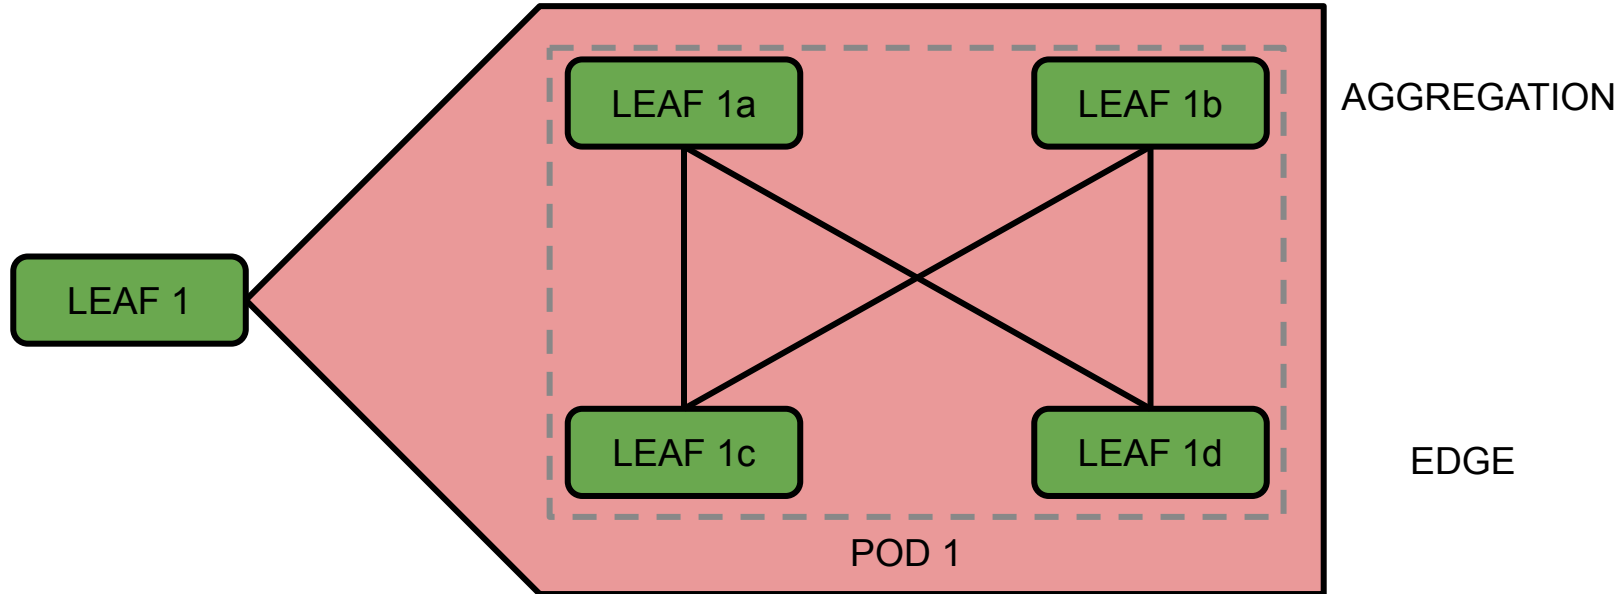 LEAF 1a
LEAF 1b
AGGREGATION
LEAF 1
LEAF 1c
LEAF 1d
EDGE
POD 1